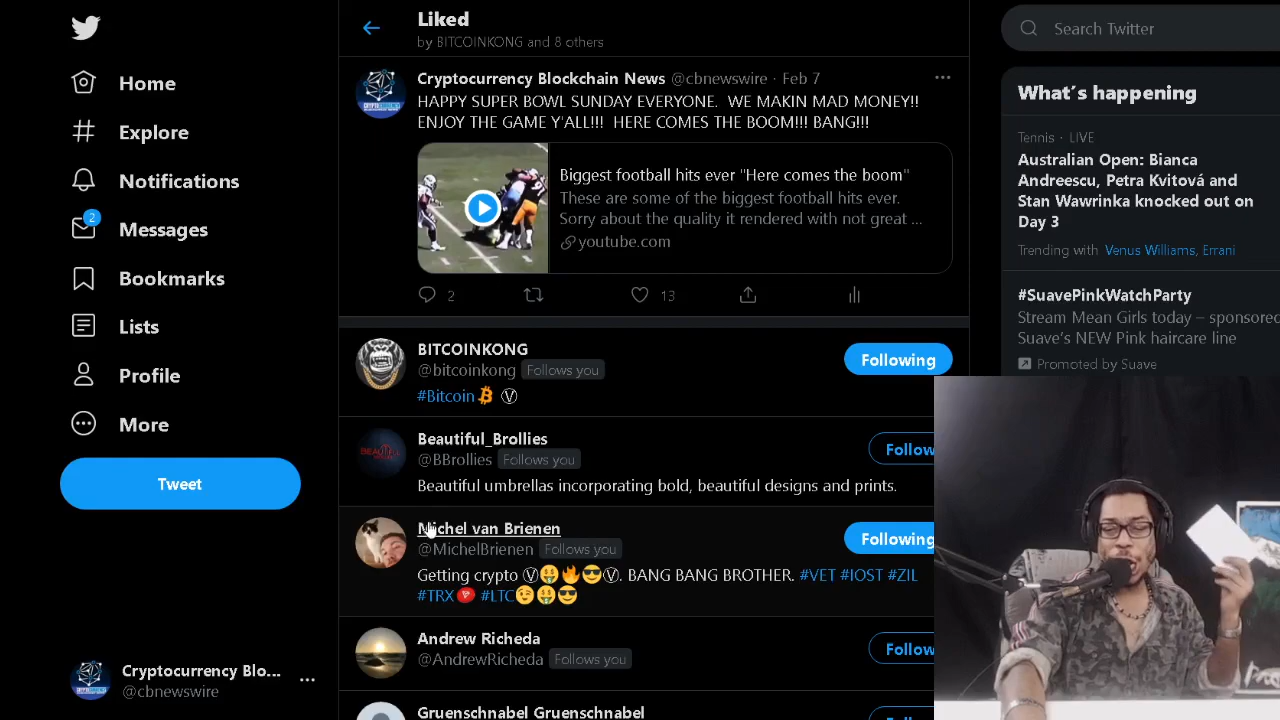 Home
Explore
Notifications
2
Messages
Bookmarks
Lists
Profile
More
Tweet
Cryptocurrency Blo...
@cbnewswire
Liked
by BITCOINKONG and 8 others
Cryptocurrency Blockchain News @cbnewswire · Feb 7
HAPPY SUPER BOWL SUNDAY EVERYONE. WE MAKIN MAD MONEY!!
ENJOY THE GAME Y'ALL!!! HERE COMES THE BOOM!!! BANG!!!
Biggest football hits ever "Here comes the boom"
These are some of the biggest football hits ever.
Sorry about the quality it rendered with not great ...
youtube.com
2 13
BITCOINKONG
@bitcoinkong Follows you
Following
#Bitcoin Ⓥ
Beautiful_Brollies
@BBrollies Follows you
Follow
Beautiful umbrellas incorporating bold, beautiful designs and prints.
Michel van Brienen
@MichelBrienen Follows you
Following
Getting crypto Ⓥ🤑🔥😎Ⓥ. BANG BANG BROTHER. #VET #IOST #ZIL
#TRX #LTC😉🤑😎
Andrew Richeda
@AndrewRicheda Follows you
Follow
Gruenschnabel Gruenschnabel
Search Twitter
What's happening
Tennis · LIVE
Australian Open: Bianca
Andreescu, Petra Kvitová and
Stan Wawrinka knocked out on
Day 3
Trending with Venus Williams, Errani
#SuavePinkWatchParty
Stream Mean Girls today – sponsored
Suave's NEW Pink haircare line
Promoted by Suave